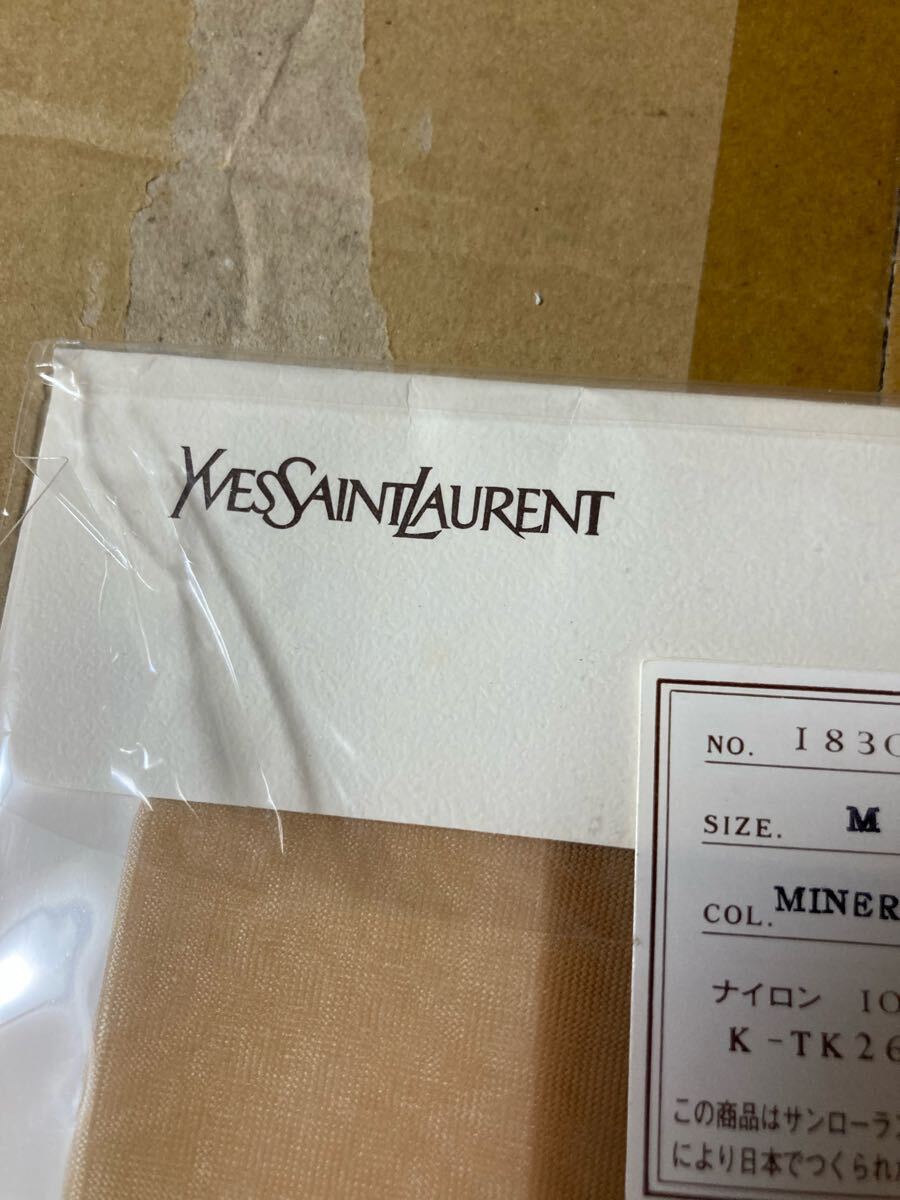 YVESSAINTLAURENT
NO. I83
SIZE. M
COL. MINER
ナイロン 10
K-TK26
この商品はサンローラ
により日本でつくられ